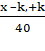 x – k, + k
40